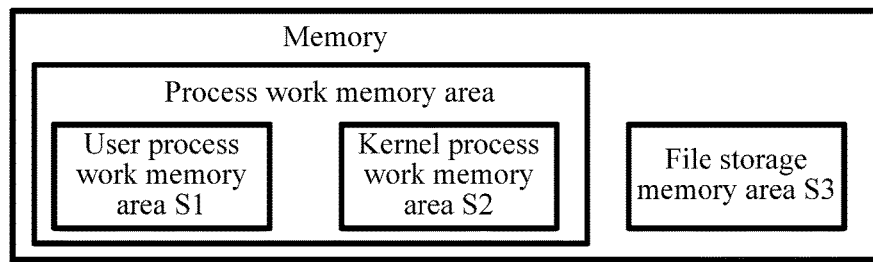 Memory
Process work memory area
User process
work memory
area S1
Kernel process
work memory
area S2
File storage
memory area S3